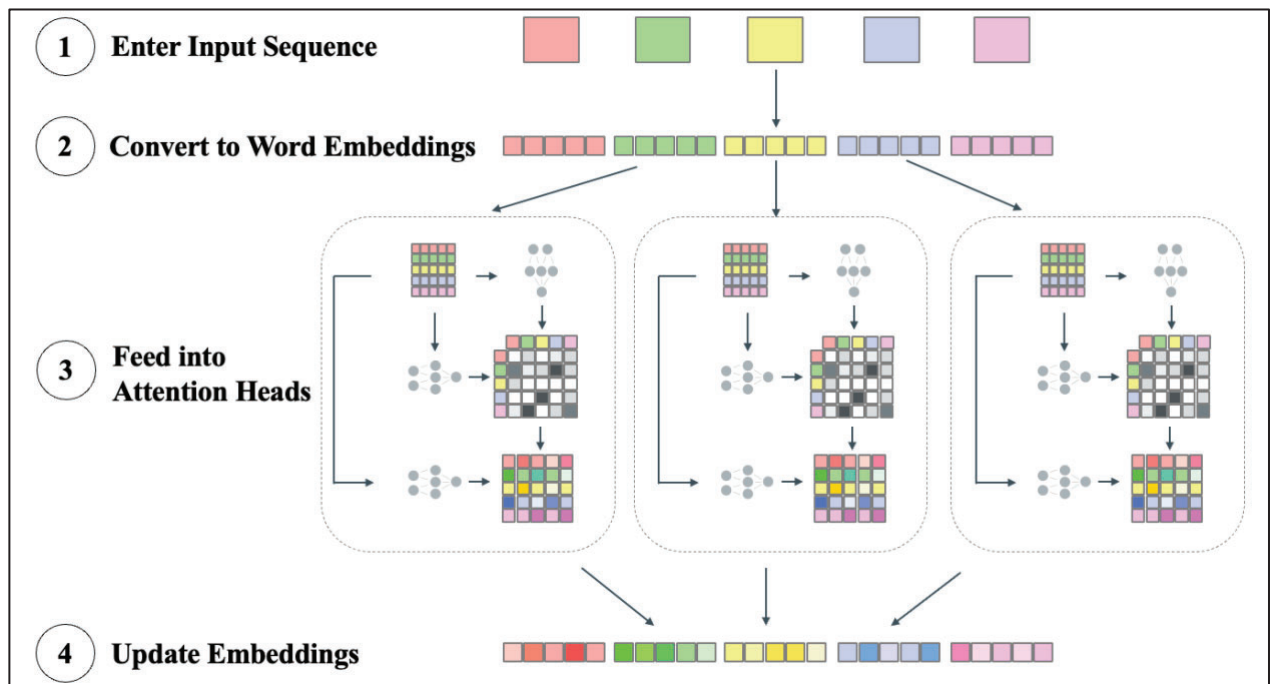 1 Enter Input Sequence
2 Convert to Word Embeddings
3 Feed into
Attention Heads
4 Update Embeddings